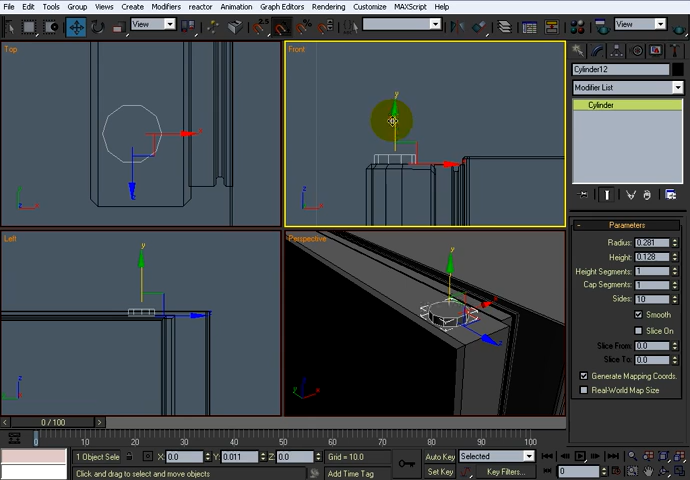 File Edit Tools Group Views Create Modifiers reactor Animation Graph Editors Rendering Customize MAXScript Help
View 2.5 View
Top
Front
Left
Perspective
Cylinder12
Modifier List
Cylinder
Parameters
Radius: 0.281
Height: 0.128
Height Segments: 1
Cap Segments: 1
Sides: 10
Smooth
Slice On
Slice From: 0.0
Slice To: 0.0
Generate Mapping Coords.
Real-World Map Size
0 / 100
0 10 20 30 40 50 60 70 80 90 100
1 Object Sele X: 0.0 Y: 0.011 Z: 0.0 Grid = 10.0 Auto Key Selected
Click and drag to select and move objects Add Time Tag Set Key Key Filters... 0